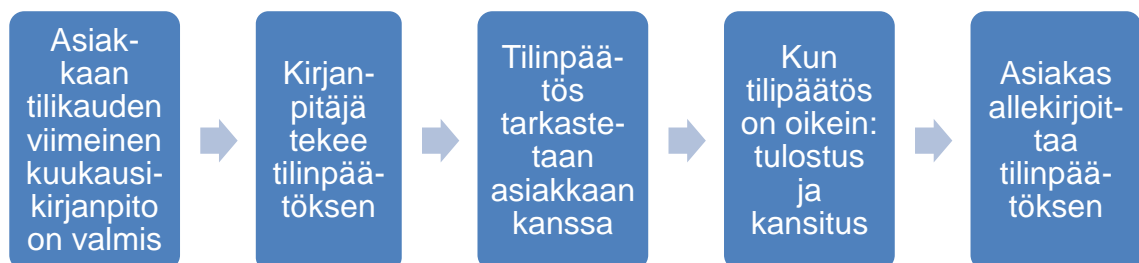 Asiak-
kaan
tilikauden
viimeinen
kuukausi-
kirjanpito
on valmis
Kirjan-
pitäjä
tekee
tilinpää-
töksen
Tilinpää-
tös
tarkaste-
taan
asiakkaan
kanssa
Kun
tilipäätös
on oikein:
tulostus
ja
kansitus
Asiakas
allekirjoit-
taa
tilinpää-
töksen